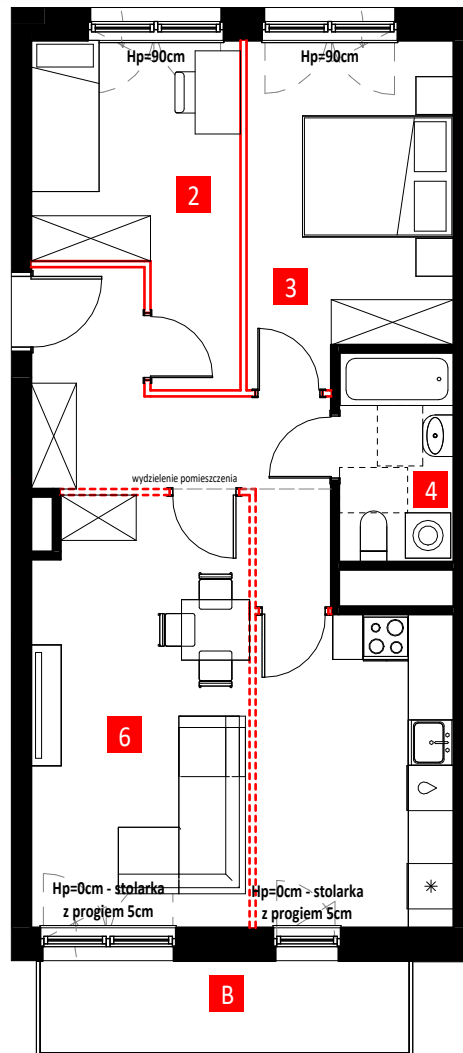 Hp=90cm
Hp=90cm
2
3
wydzielenie pomieszczenia
4
6
Hp=0cm - stolarka
z progiem 5cm
Hp=0cm - stolarka
z progiem 5cm
B